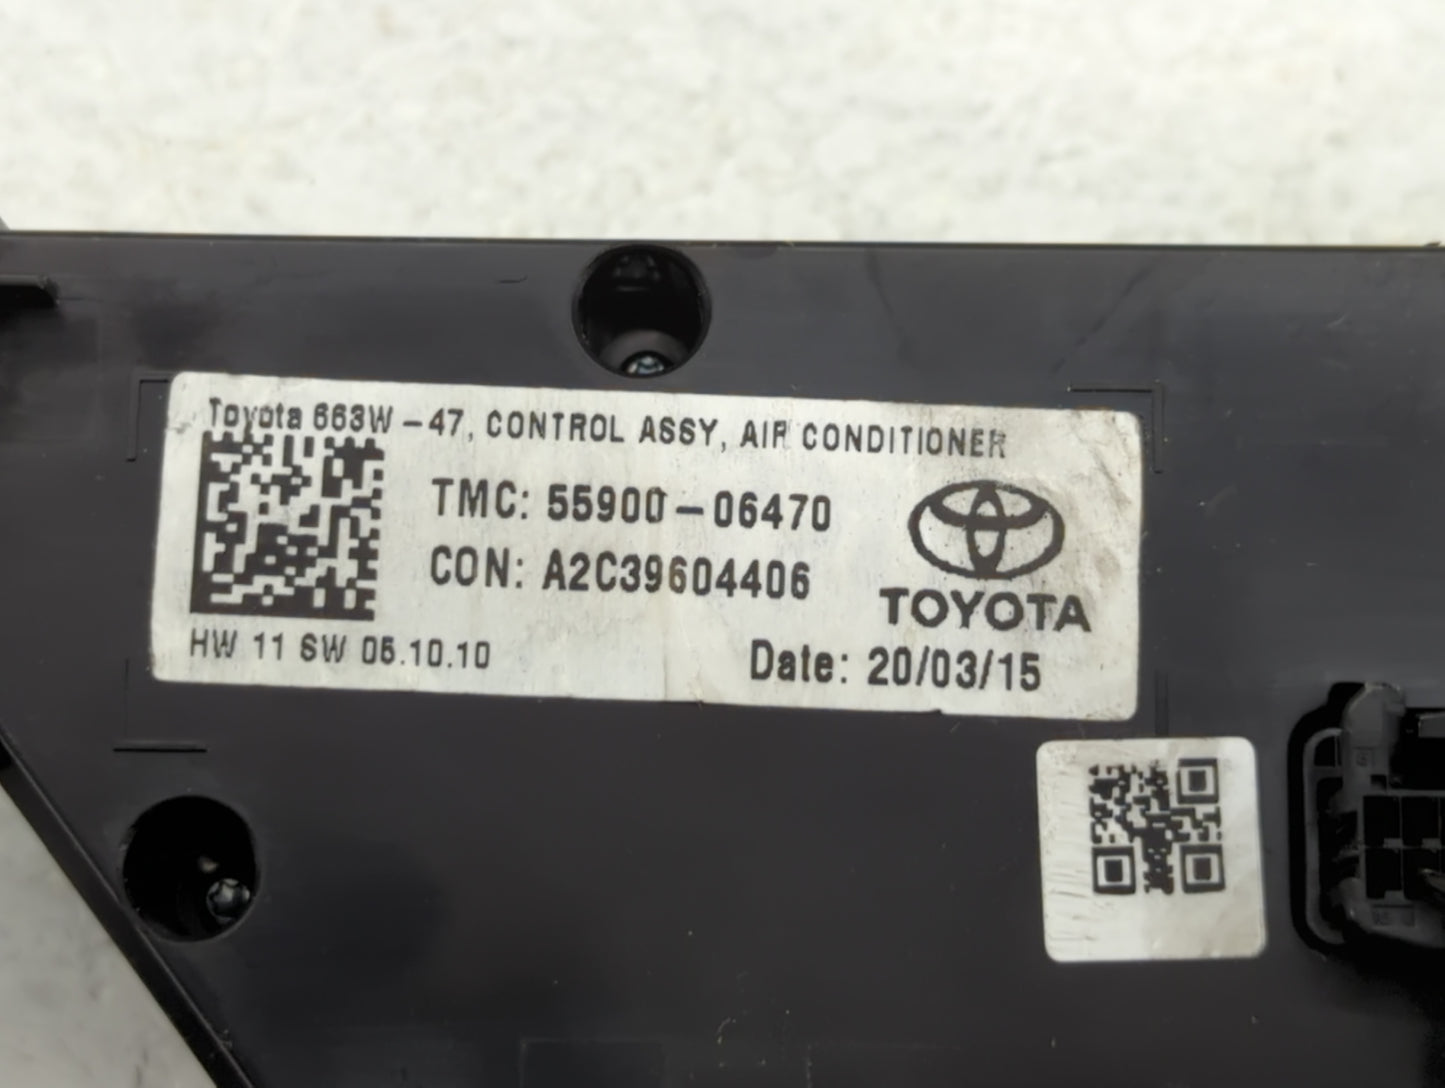 Toyota 663W-47, CONTROL ASSY, AIR CONDITIONER
TMC: 55900-06470
CON: A2C39604406
TOYOTA
HW 11 SW 05.10.10
Date: 20/03/15